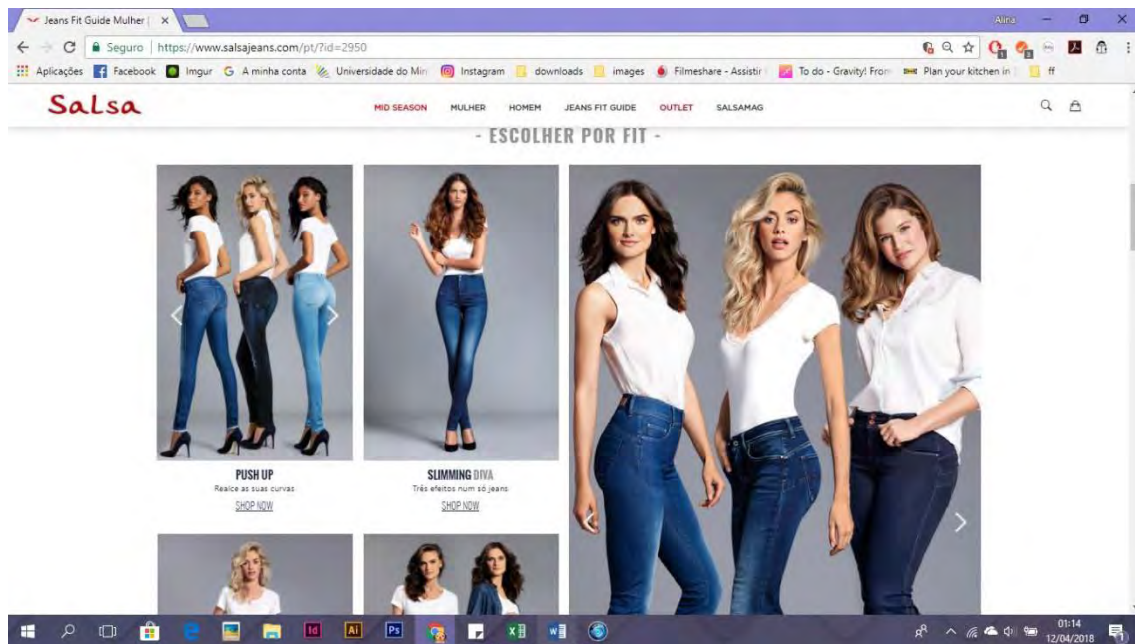 Jeans Fit Guide Mulher |
Alina
Seguro | https://www.salsajeans.com/pt/?id=2950
Aplicações Facebook Imgur A minha conta Universidade do Min Instagram downloads images Filmeshare - Assistir To do - Gravity! From Plan your kitchen in ff
Salsa
MID SEASON MULHER HOMEM JEANS FIT GUIDE OUTLET SALSAMAG
- ESCOLHER POR FIT -
PUSH UP
Realce as suas curvas
SHOP NOW
SLIMMING DIVA
Três efeitos num só jeans
SHOP NOW
Id Ai Ps
01:14
12/04/2018